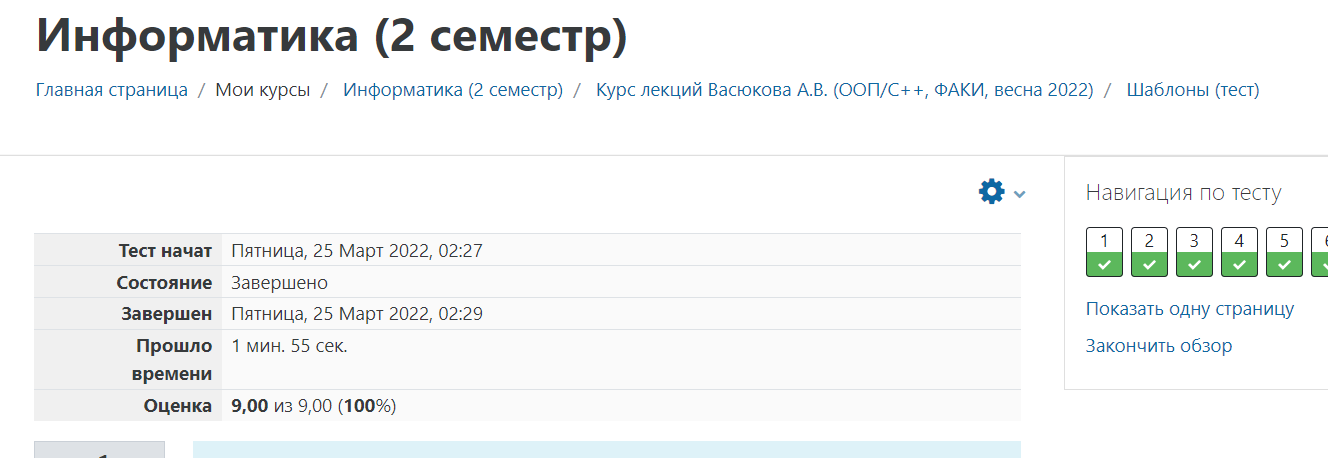 Информатика (2 семестр)
Главная страница / Мои курсы / Информатика (2 семестр) / Курс лекций Васюкова А.В. (ООП/C++, ФАКИ, весна 2022) / Шаблоны (тест)
Навигация по тесту
1 2 3 4 5
Показать одну страницу
Закончить обзор
Тест начат Пятница, 25 Март 2022, 02:27
Состояние Завершено
Завершен Пятница, 25 Март 2022, 02:29
Прошло 1 мин. 55 сек.
времени
Оценка 9,00 из 9,00 (100%)